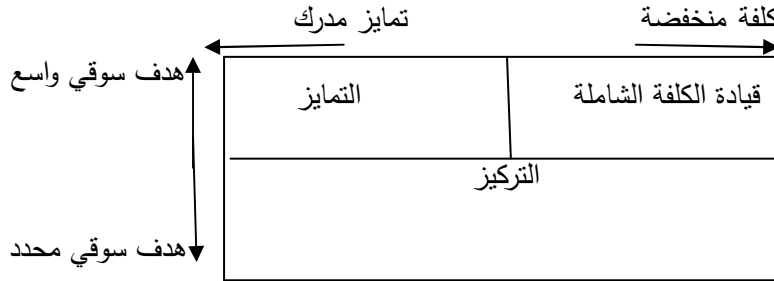 كلفة منخفضة
تمايز مدرك
هدف سوقي واسع
قيادة الكلفة الشاملة
التمايز
التركيز
هدف سوقي محدد